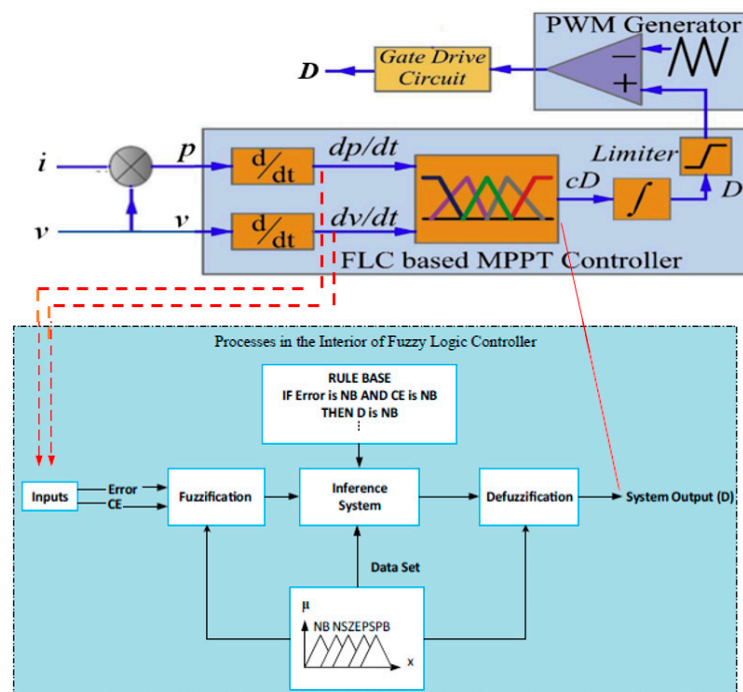 PWM Generator
D
Gate Drive
Circuit
−
+
i
p
d/dt
dp/dt
Limiter
cD
∫
D
v
v
d/dt
dv/dt
FLC based MPPT Controller
Processes in the Interior of Fuzzy Logic Controller
RULE BASE
IF Error is NB AND CE is NB
THEN D is NB
⋮
Inputs
Error
CE
Fuzzification
Inference
System
Defuzzification
System Output (D)
Data Set
μ
NB NSZEPSPB
x